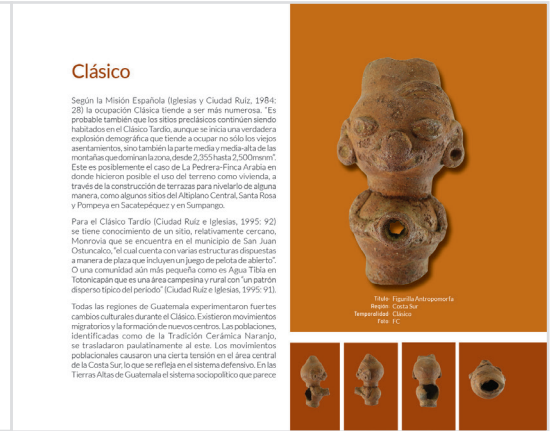 Clásico
Según la Misión Española (Iglesias y Ciudad Ruíz, 1984:
28) la ocupación Clásica tiende a ser más numerosa. "Es
probable también que los sitios preclásicos continúen siendo
habitados en el Clásico Tardío, aunque se inicia una verdadera
explosión demográfica que tiende a ocupar no sólo los viejos
asentamientos, sino también la parte media y media-alta de las
montañas que dominan la zona, desde 2,355 hasta 2,500msnm".
Este es posiblemente el caso de La Pedrera-Finca Arabia en
donde hicieron posible el uso del terreno como vivienda, a
través de la construcción de terrazas para nivelarlo de alguna
manera, como algunos sitios del Altiplano Central, Santa Rosa
y Pompeya en Sacatepéquez y en Sumpango.
Para el Clásico Tardío (Ciudad Ruíz e Iglesias, 1995: 92)
se tiene conocimiento de un sitio, relativamente cercano,
Monrovia que se encuentra en el municipio de San Juan
Ostuncalco, "el cual cuenta con varias estructuras dispuestas
a manera de plaza que incluyen un juego de pelota de abierto".
O una comunidad aún más pequeña como es Agua Tibia en
Totonicapán que es una área campesina y rural con "un patrón
disperso típico del período" (Ciudad Ruíz e Iglesias, 1995: 91).
Todas las regiones de Guatemala experimentaron fuertes
cambios culturales durante el Clásico. Existieron movimientos
migratorios y la formación de nuevos centros. Las poblaciones,
identificadas como de la Tradición Cerámica Naranjo,
se trasladaron paulatinamente al este. Los movimientos
poblacionales causaron una cierta tensión en el área central
de la Costa Sur, lo que se refleja en el sistema defensivo. En las
Tierras Altas de Guatemala el sistema sociopolítico que parece
Título Figurilla Antropomorfa
Región Costa Sur
Temporalidad Clásico
Foto FC